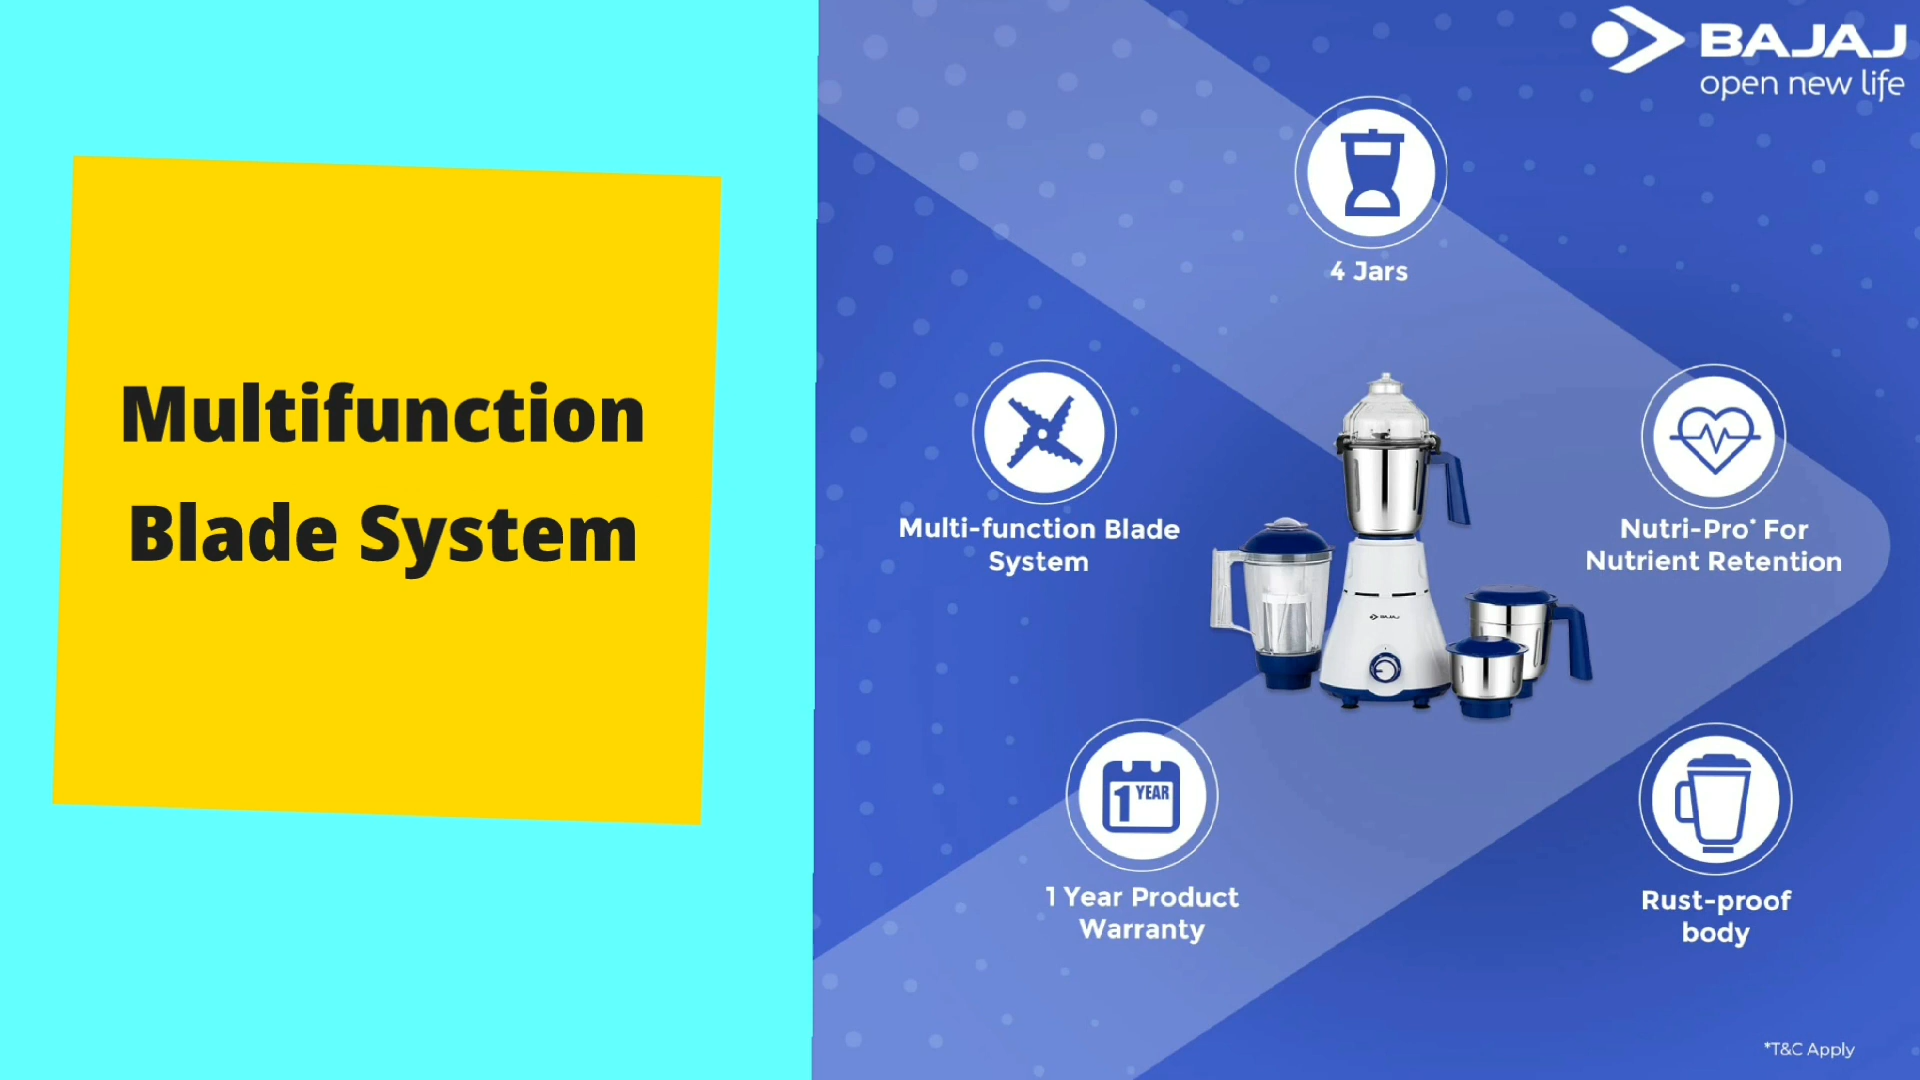 Multifunction
Blade System
BAJAJ
open new life
4 Jars
Multi-function Blade
System
Nutri-Pro* For
Nutrient Retention
BAJAJ
1 YEAR
1 Year Product
Warranty
Rust-proof
body
*T&C Apply